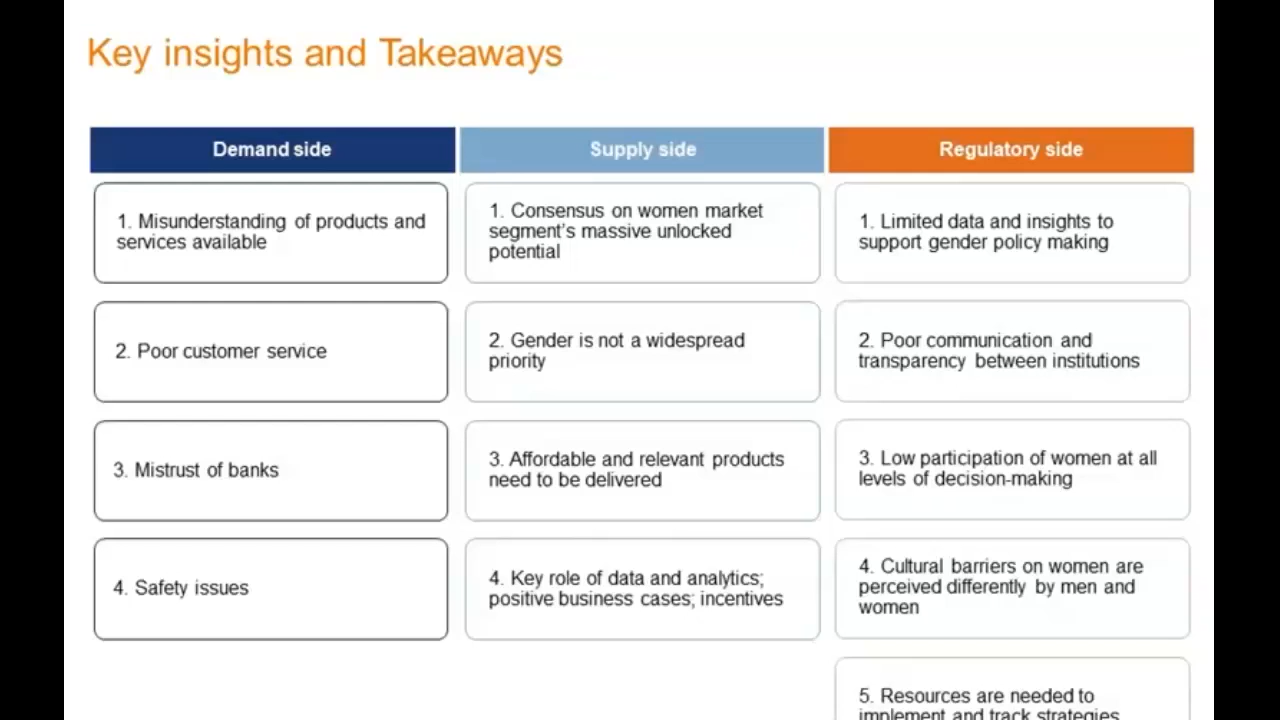 Key insights and Takeaways
Demand side
Supply side
Regulatory side
1. Misunderstanding of products and
services available
1. Consensus on women market
segment's massive unlocked
potential
1. Limited data and insights to
support gender policy making
2. Poor customer service
2. Gender is not a widespread
priority
2. Poor communication and
transparency between institutions
3. Mistrust of banks
3. Affordable and relevant products
need to be delivered
3. Low participation of women at all
levels of decision-making
4. Safety issues
4. Key role of data and analytics;
positive business cases; incentives
4. Cultural barriers on women are
perceived differently by men and
women
5. Resources are needed to
implement and track strategies